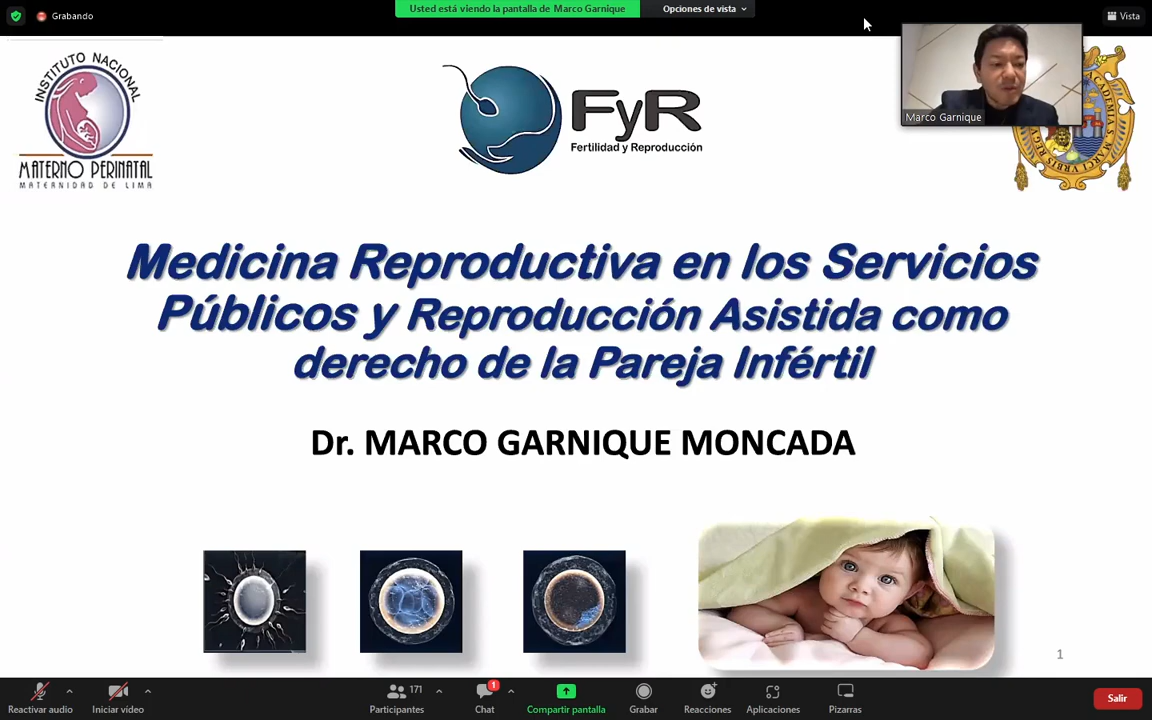 Grabando
Usted está viendo la pantalla de Marco Garnique
Opciones de vista
Vista
INSTITUTO NACIONAL
MATERNO PERINATAL
MATERNIDAD DE LIMA
FyR
Fertilidad y Reproducción
Marco Garnique
Medicina Reproductiva en los Servicios
Públicos y Reproducción Asistida como
derecho de la Pareja Infértil
Dr. MARCO GARNIQUE MONCADA
1
Reactivar audio
Iniciar vídeo
171
Participantes
1
Chat
Compartir pantalla
Grabar
Reacciones
Aplicaciones
Pizarras
Salir